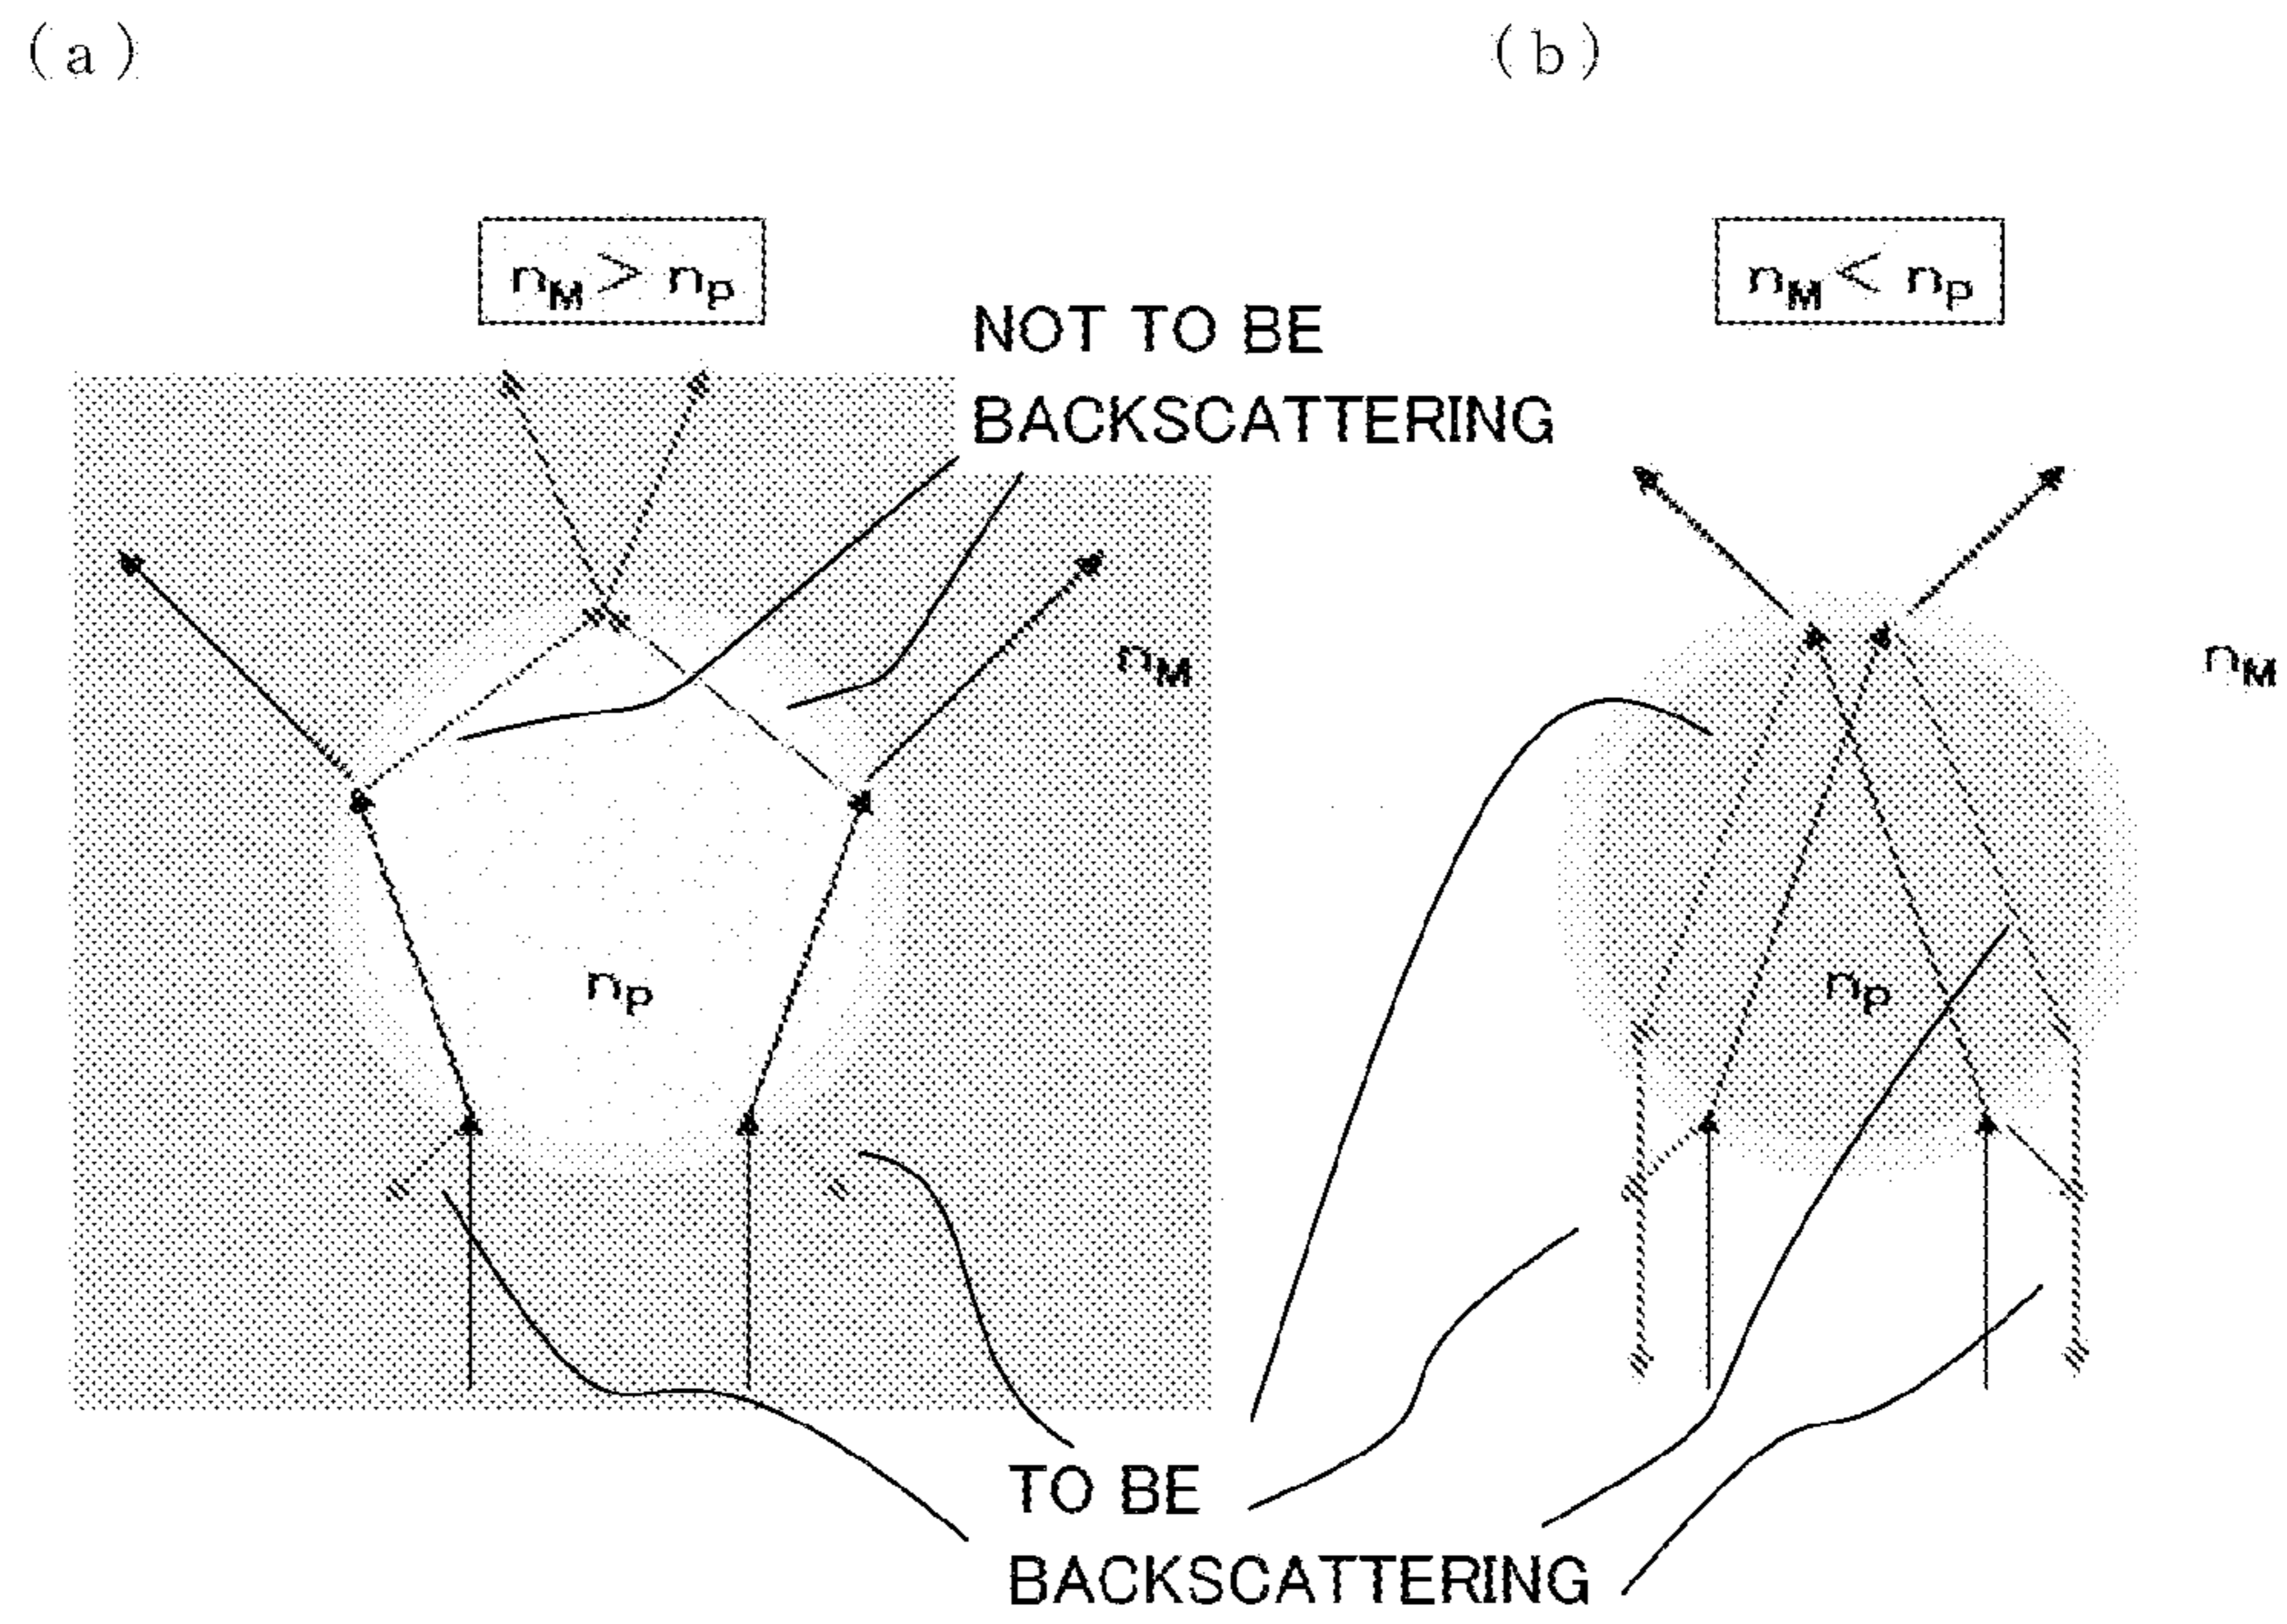 (a)
(b)
nM > nP
nM < nP
NOT TO BE
BACKSCATTERING
nM
nM
nP
nP
TO BE
BACKSCATTERING